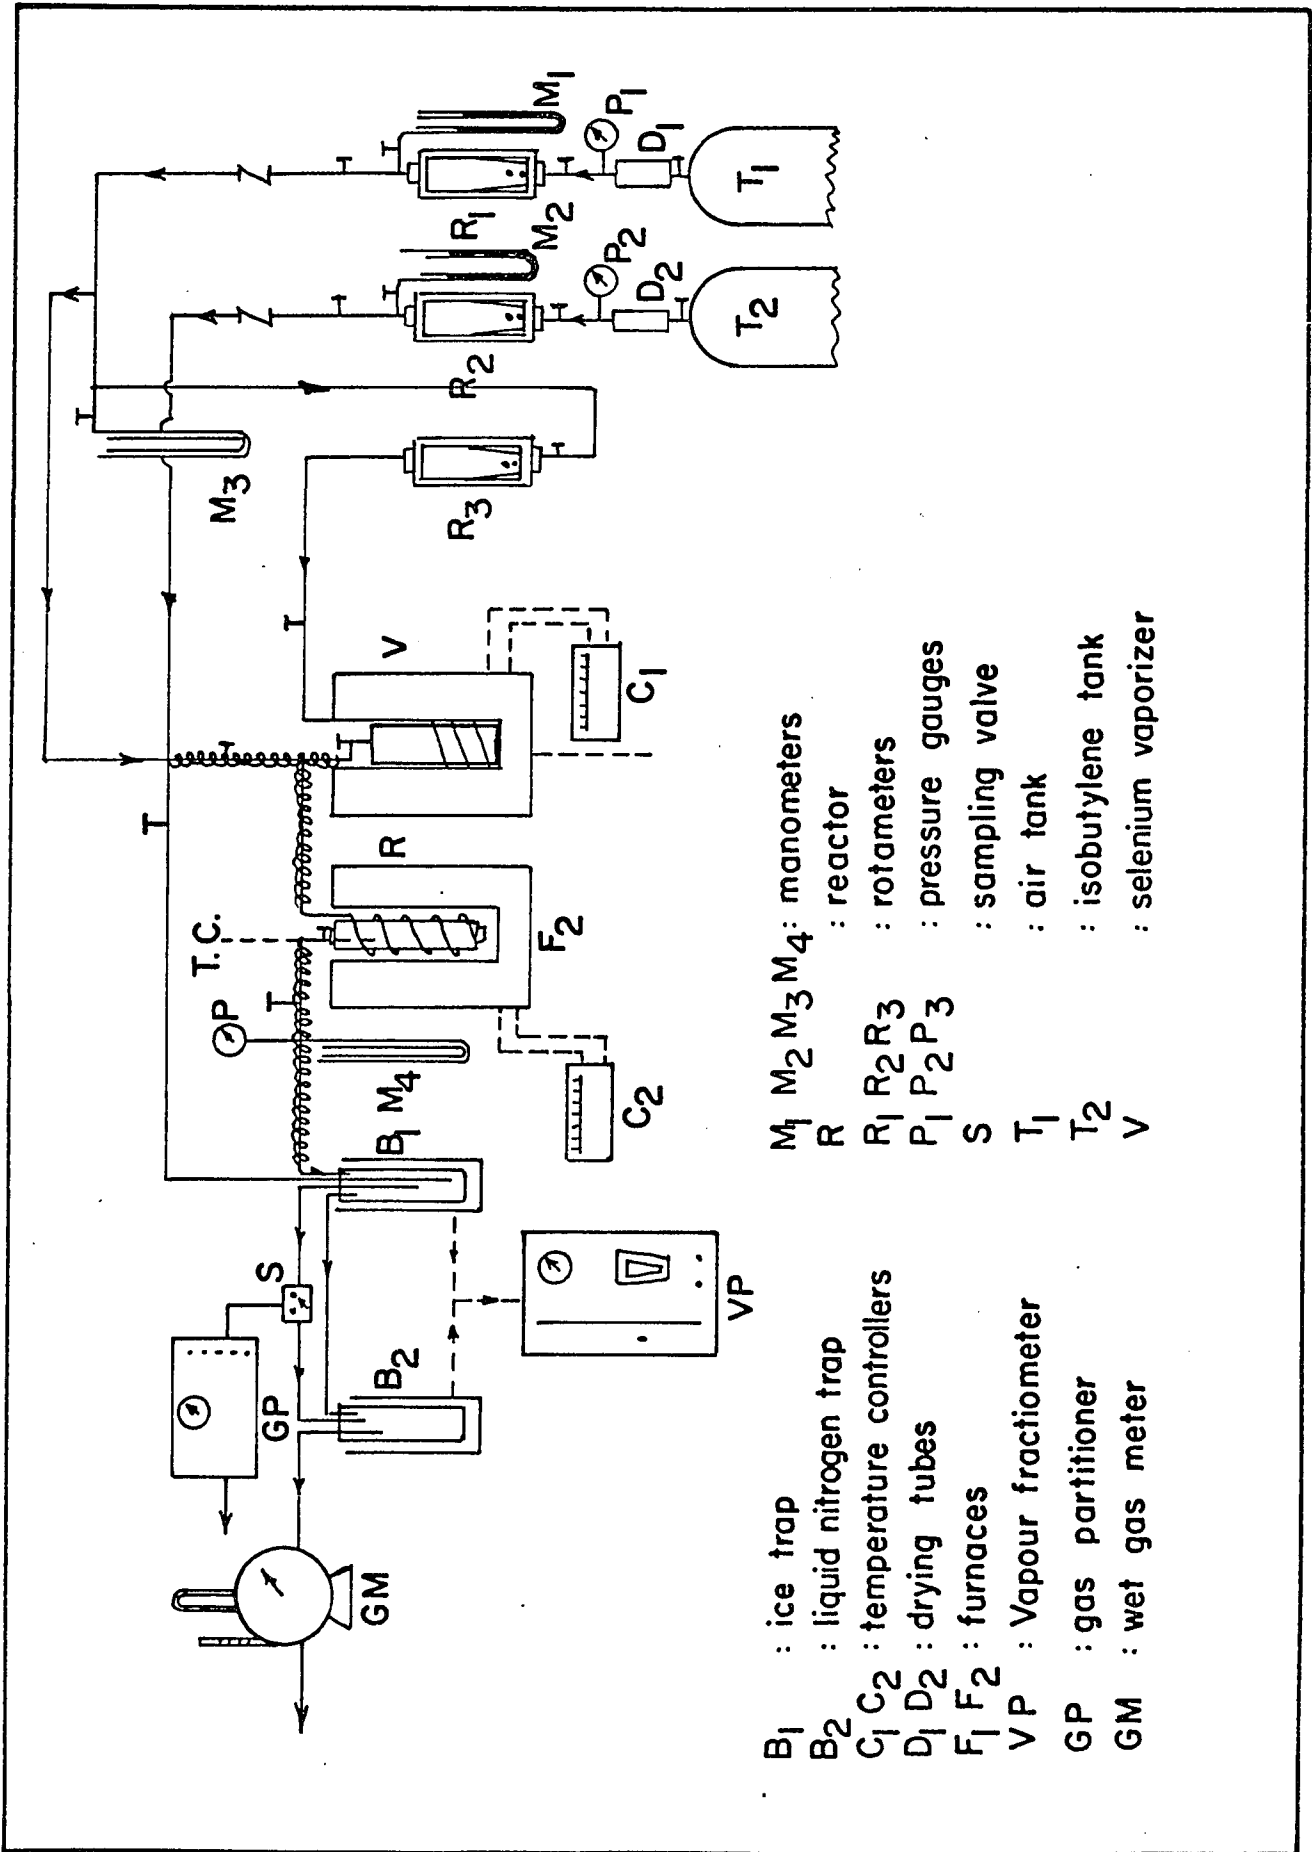 M1
P1
D1
T1
R1
M2
P2
D2
T2
R2
M3
R3
V
C1
R
T.C.
F2
P
M4
C2
B1
S
VP
B2
GP
GM
B1 : ice trap
B2 : liquid nitrogen trap
C1 C2 : temperature controllers
D1 D2 : drying tubes
F1 F2 : furnaces
VP : Vapour fractiometer
GP : gas partitioner
GM : wet gas meter
M1 M2 M3 M4 : manometers
R : reactor
R1 R2 R3 : rotameters
P1 P2 P3 : pressure gauges
S : sampling valve
T1 : air tank
T2 : isobutylene tank
V : selenium vaporizer